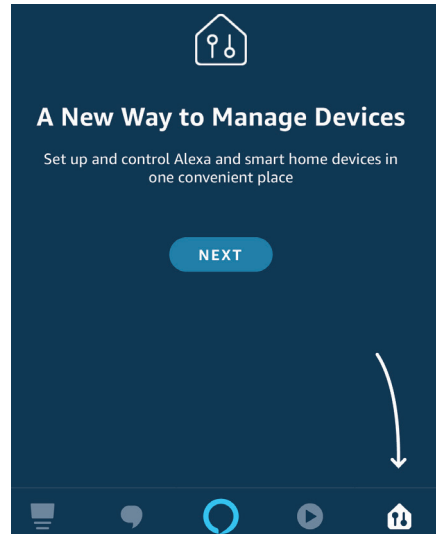 A New Way to Manage Devices
Set up and control Alexa and smart home devices in
one convenient place
NEXT